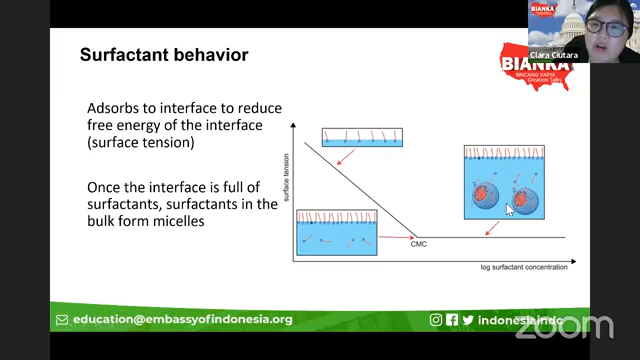 BIANKA
Clara Ciutara
BIANKA
BINCANG KARYA
Creation Talks
Surfactant behavior
Adsorbs to interface to reduce
free energy of the interface
(surface tension)
Once the interface is full of
surfactants, surfactants in the
bulk form micelles
surface tension
CMC
log surfactant concentration
education@embassyofindonesia.org
indonesiaindc
zoom